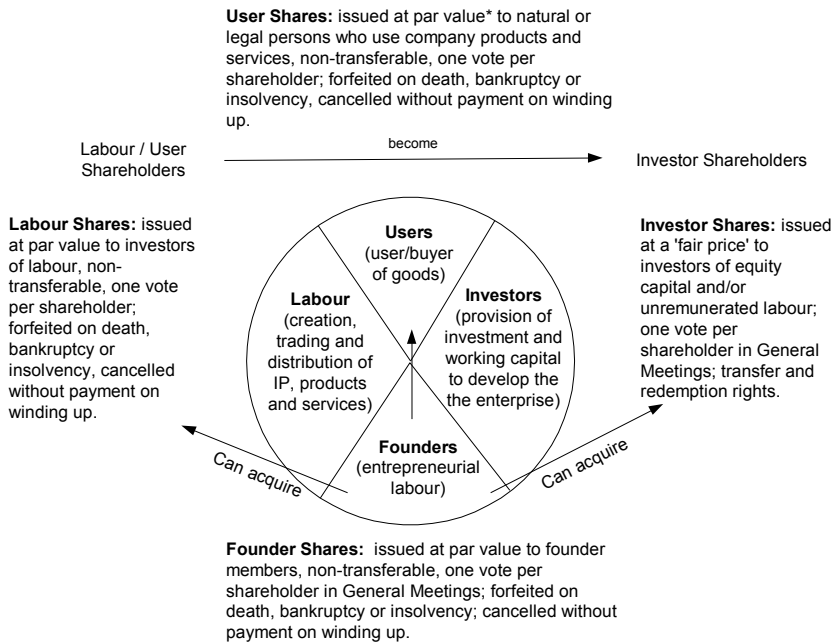 User Shares: issued at par value* to natural or
legal persons who use company products and
services, non-transferable, one vote per
shareholder; forfeited on death, bankruptcy or
insolvency, cancelled without payment on winding
up.
Labour / User
Shareholders
become
Investor Shareholders
Labour Shares: issued
at par value to investors
of labour, non-
transferable, one vote
per shareholder;
forfeited on death,
bankruptcy or
insolvency, cancelled
without payment on
winding up.
Users
(user/buyer
of goods)
Labour
(creation,
trading and
distribution of
IP, products
and services)
Investors
(provision of
investment and
working capital
to develop the
the enterprise)
Founders
(entrepreneurial
labour)
Investor Shares: issued
at a 'fair price' to
investors of equity
capital and/or
unremunerated labour;
one vote per
shareholder in General
Meetings; transfer and
redemption rights.
Can acquire
Can acquire
Founder Shares: issued at par value to founder
members, non-transferable, one vote per
shareholder in General Meetings; forfeited on
death, bankruptcy or insolvency; cancelled without
payment on winding up.